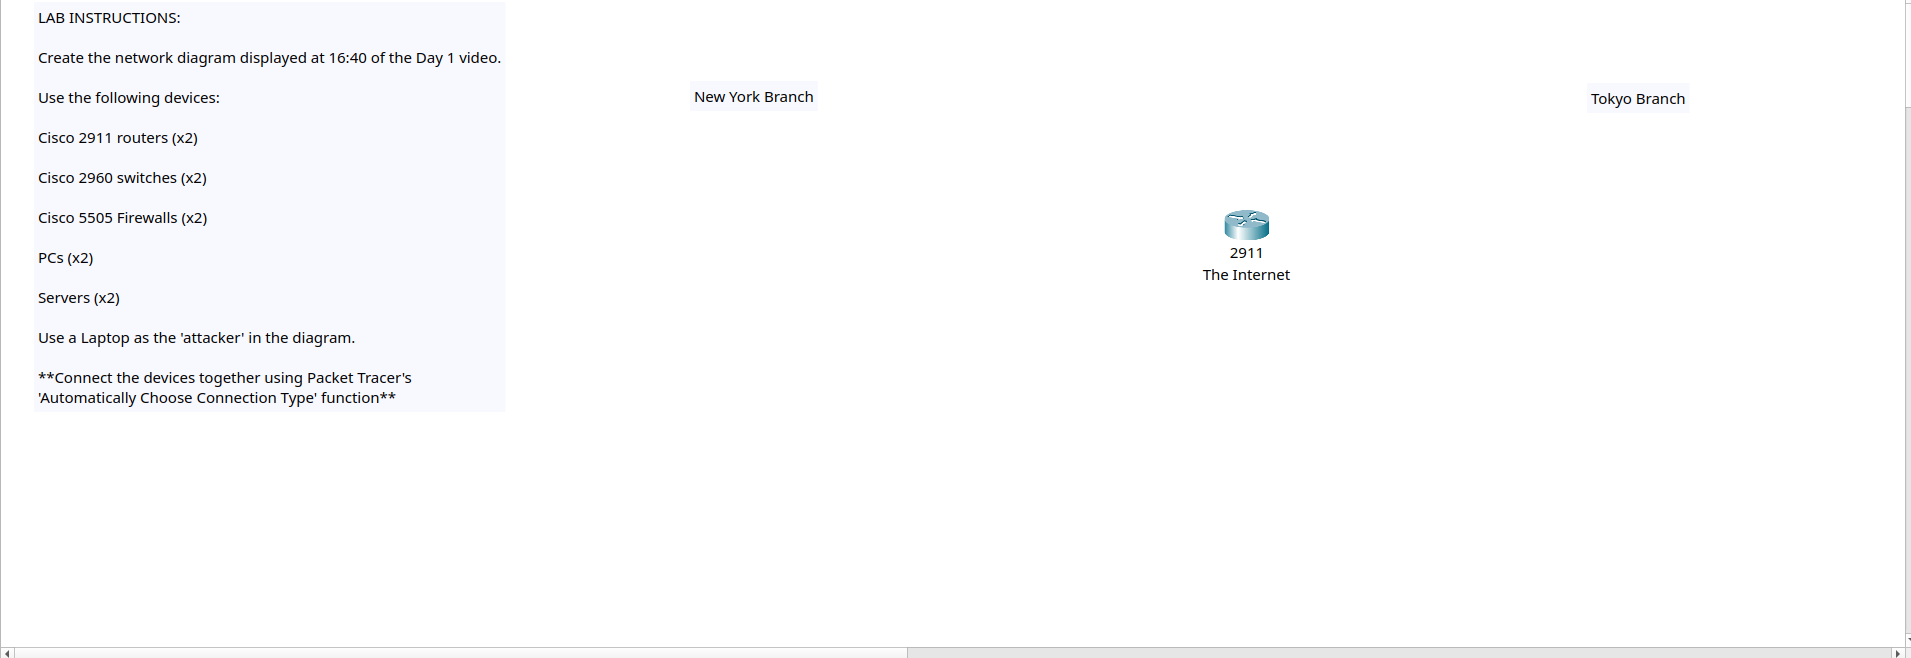 LAB INSTRUCTIONS:
Create the network diagram displayed at 16:40 of the Day 1 video.
Use the following devices:
Cisco 2911 routers (x2)
Cisco 2960 switches (x2)
Cisco 5505 Firewalls (x2)
PCs (x2)
Servers (x2)
Use a Laptop as the 'attacker' in the diagram.
**Connect the devices together using Packet Tracer's
'Automatically Choose Connection Type' function**
New York Branch
Tokyo Branch
2911
The Internet